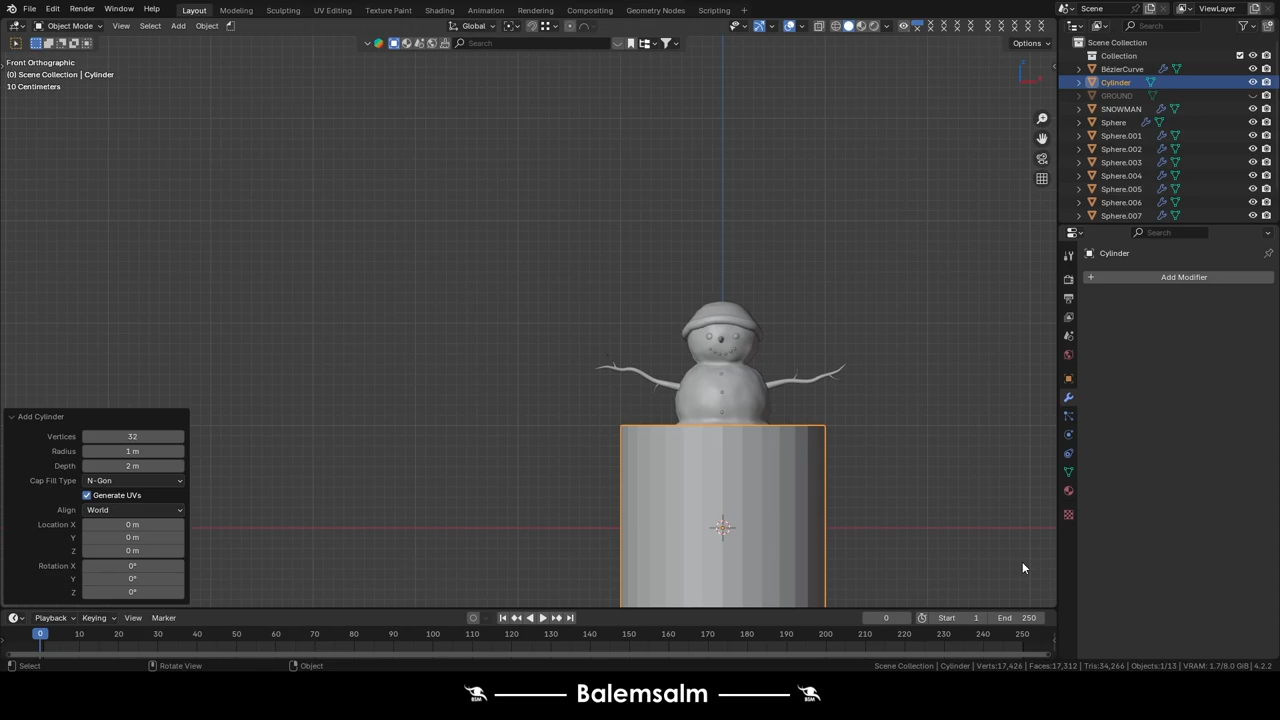 File Edit Render Window Help Layout Modeling Sculpting UV Editing Texture Paint Shading Animation Rendering Compositing Geometry Nodes Scripting Scene ViewLayer
Object Mode View Select Add Object Global Search
Search Options
Front Orthographic
(0) Scene Collection | Cylinder
10 Centimeters
Z
Scene Collection
Collection
BézierCurve
Cylinder
GROUND
SNOWMAN
Sphere
Sphere.001
Sphere.002
Sphere.003
Sphere.004
Sphere.005
Sphere.006
Sphere.007
Search
Cylinder
+ Add Modifier
Add Cylinder
Vertices 32
Radius 1 m
Depth 2 m
Cap Fill Type N-Gon
Generate UVs
Align World
Location X 0 m
Y 0 m
Z 0 m
Rotation X 0°
Y 0°
Z 0°
Playback Keying View Marker 0 Start 1 End 250
0 10 20 30 40 50 60 70 80 90 100 110 120 130 140 150 160 170 180 190 200 210 220 230 240 250
Select Rotate View Object Scene Collection | Cylinder | Verts:17,426 | Faces:17,312 | Tris:34,266 | Objects:1/13 | VRAM: 1.7/8.0 GiB | 4.2.2
BSM Balemsalm BSM